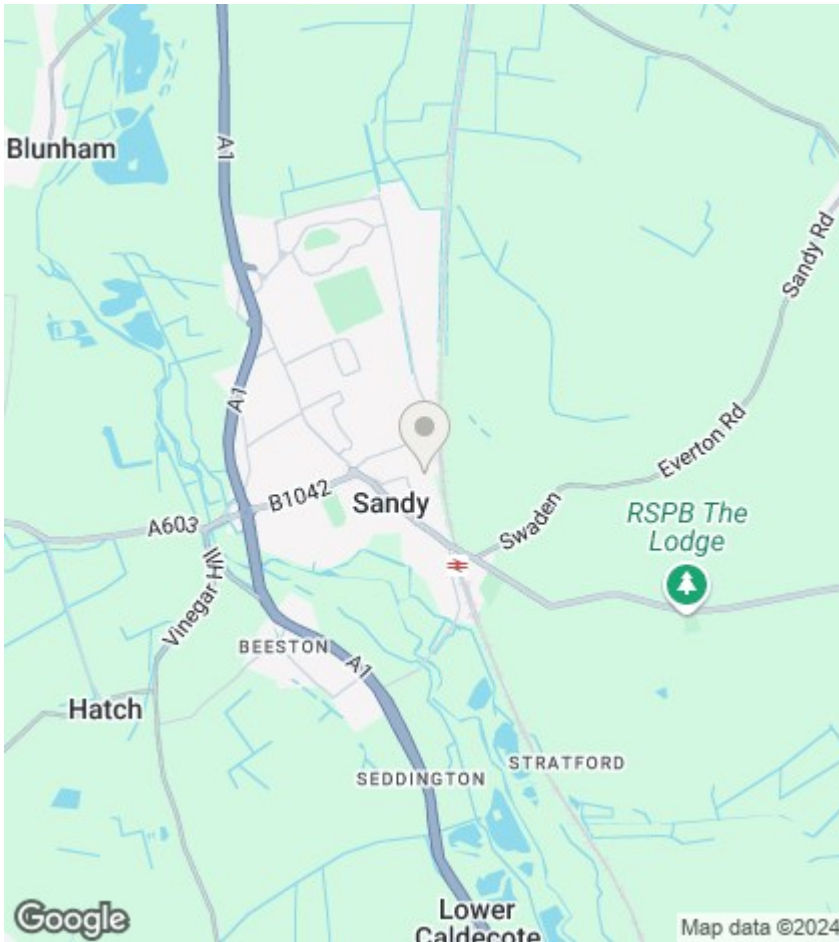 Blunham
A1
Sandy Rd
A1
Everton Rd
B1042
Sandy
A603
Swaden
RSPB The
Lodge
Vinegar Hill
BEESTON
A1
Hatch
STRATFORD
SEDDINGTON
Lower
Caldecote
Google
Map data ©2024